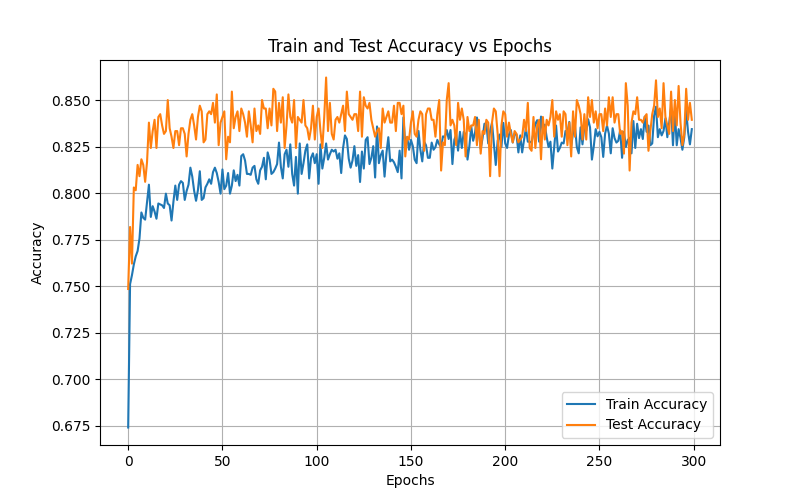 Train and Test Accuracy vs Epochs
Accuracy
0.850
0.825
0.800
0.775
0.750
0.725
0.700
0.675
Train Accuracy
Test Accuracy
0 50 100 150 200 250 300
Epochs